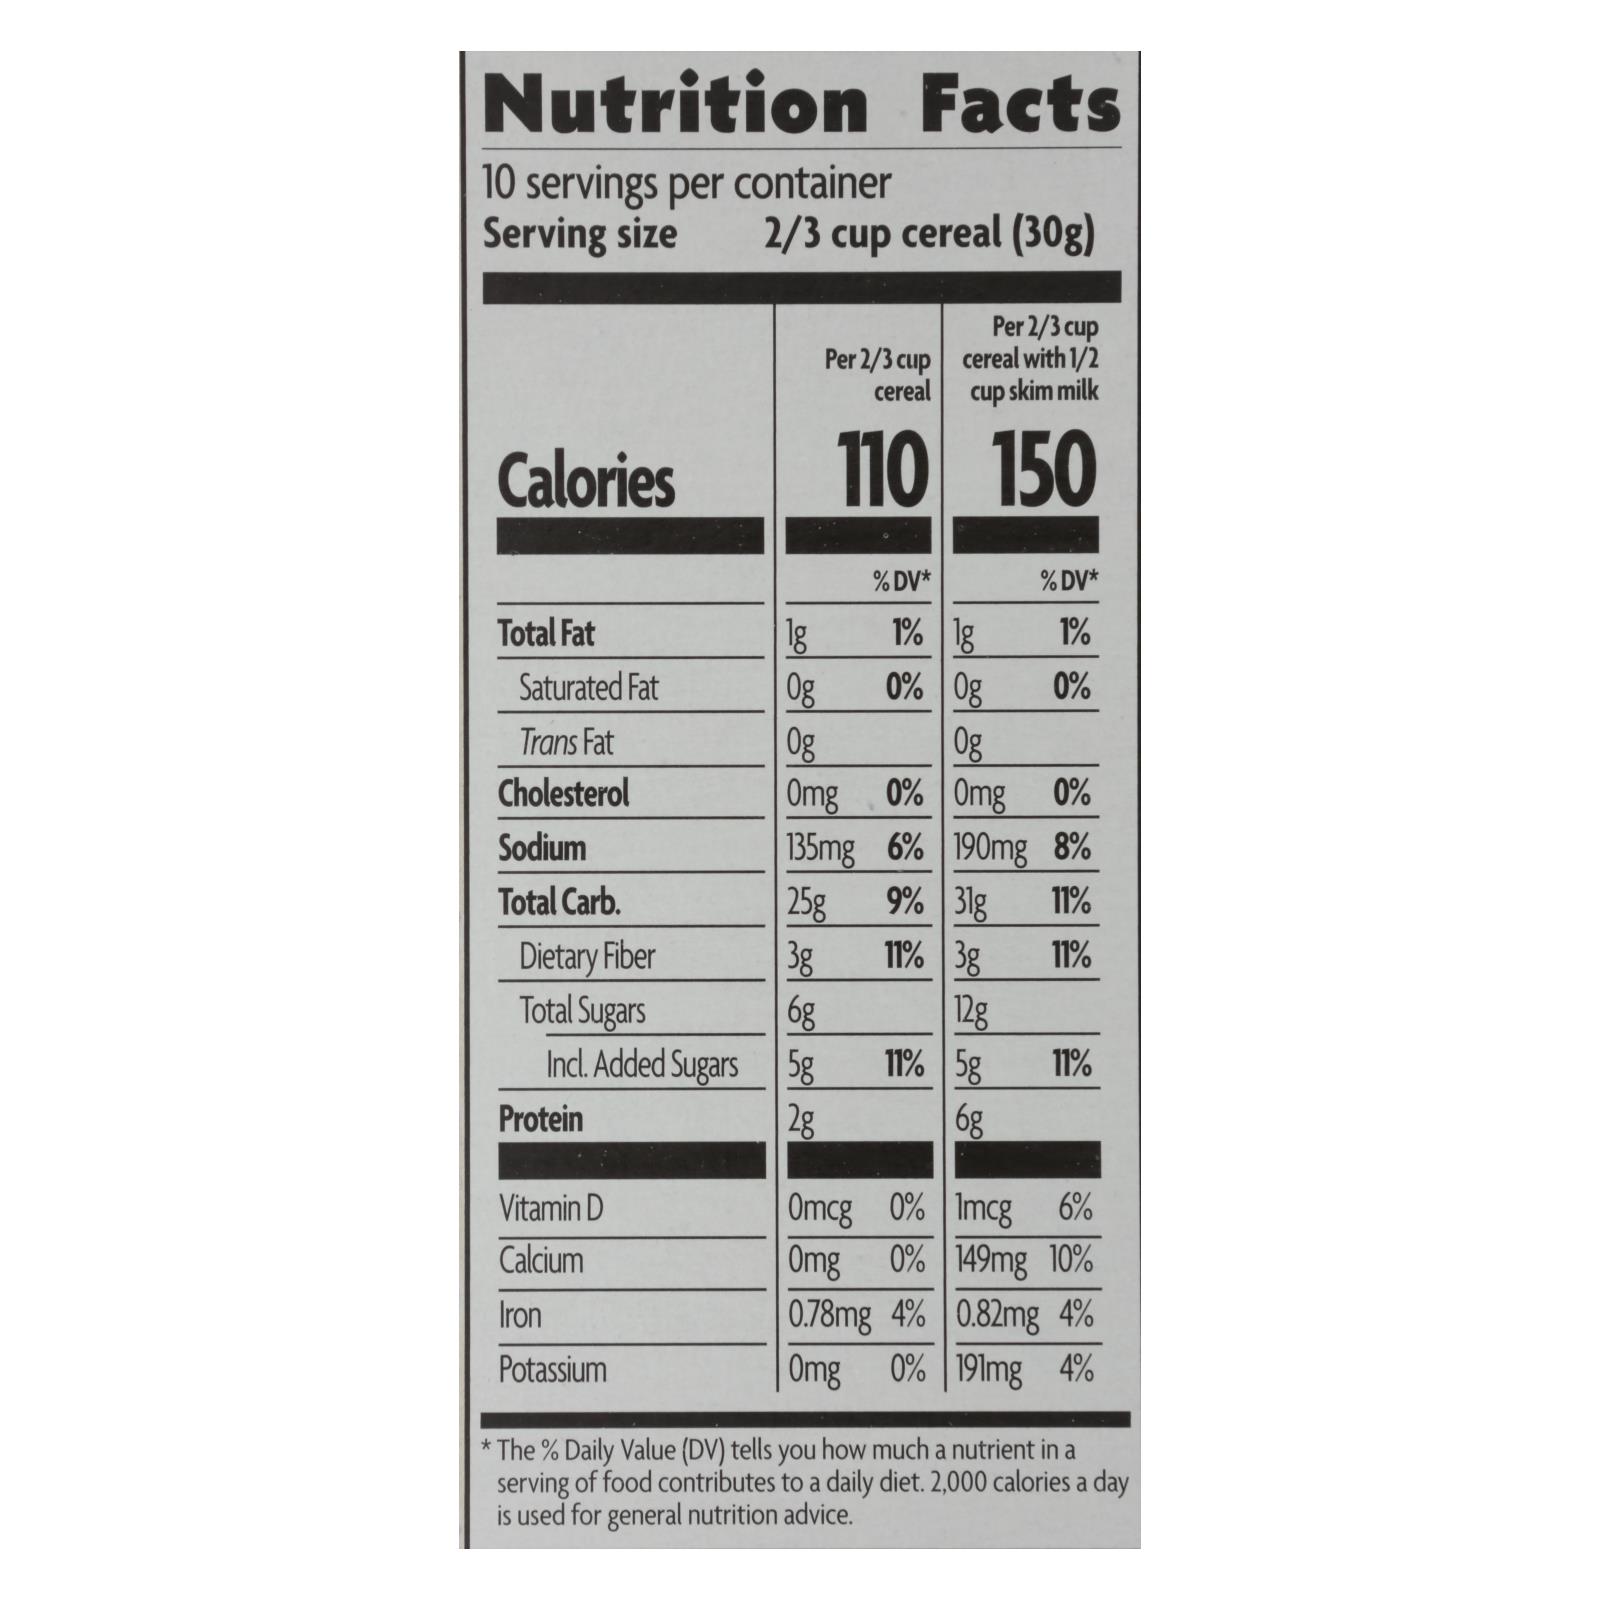 Nutrition Facts
10 servings per container
Serving size 2/3 cup cereal (30g)
Per 2/3 cup cereal
Per 2/3 cup cereal with 1/2 cup skim milk
Calories 110 150
% DV* % DV*
Total Fat 1g 1% 1g 1%
Saturated Fat 0g 0% 0g 0%
Trans Fat 0g 0g
Cholesterol 0mg 0% 0mg 0%
Sodium 135mg 6% 190mg 8%
Total Carb. 25g 9% 31g 11%
Dietary Fiber 3g 11% 3g 11%
Total Sugars 6g 12g
Incl. Added Sugars 5g 11% 5g 11%
Protein 2g 6g
Vitamin D 0mcg 0% 1mcg 6%
Calcium 0mg 0% 149mg 10%
Iron 0.78mg 4% 0.82mg 4%
Potassium 0mg 0% 191mg 4%
* The % Daily Value (DV) tells you how much a nutrient in a
serving of food contributes to a daily diet. 2,000 calories a day
is used for general nutrition advice.